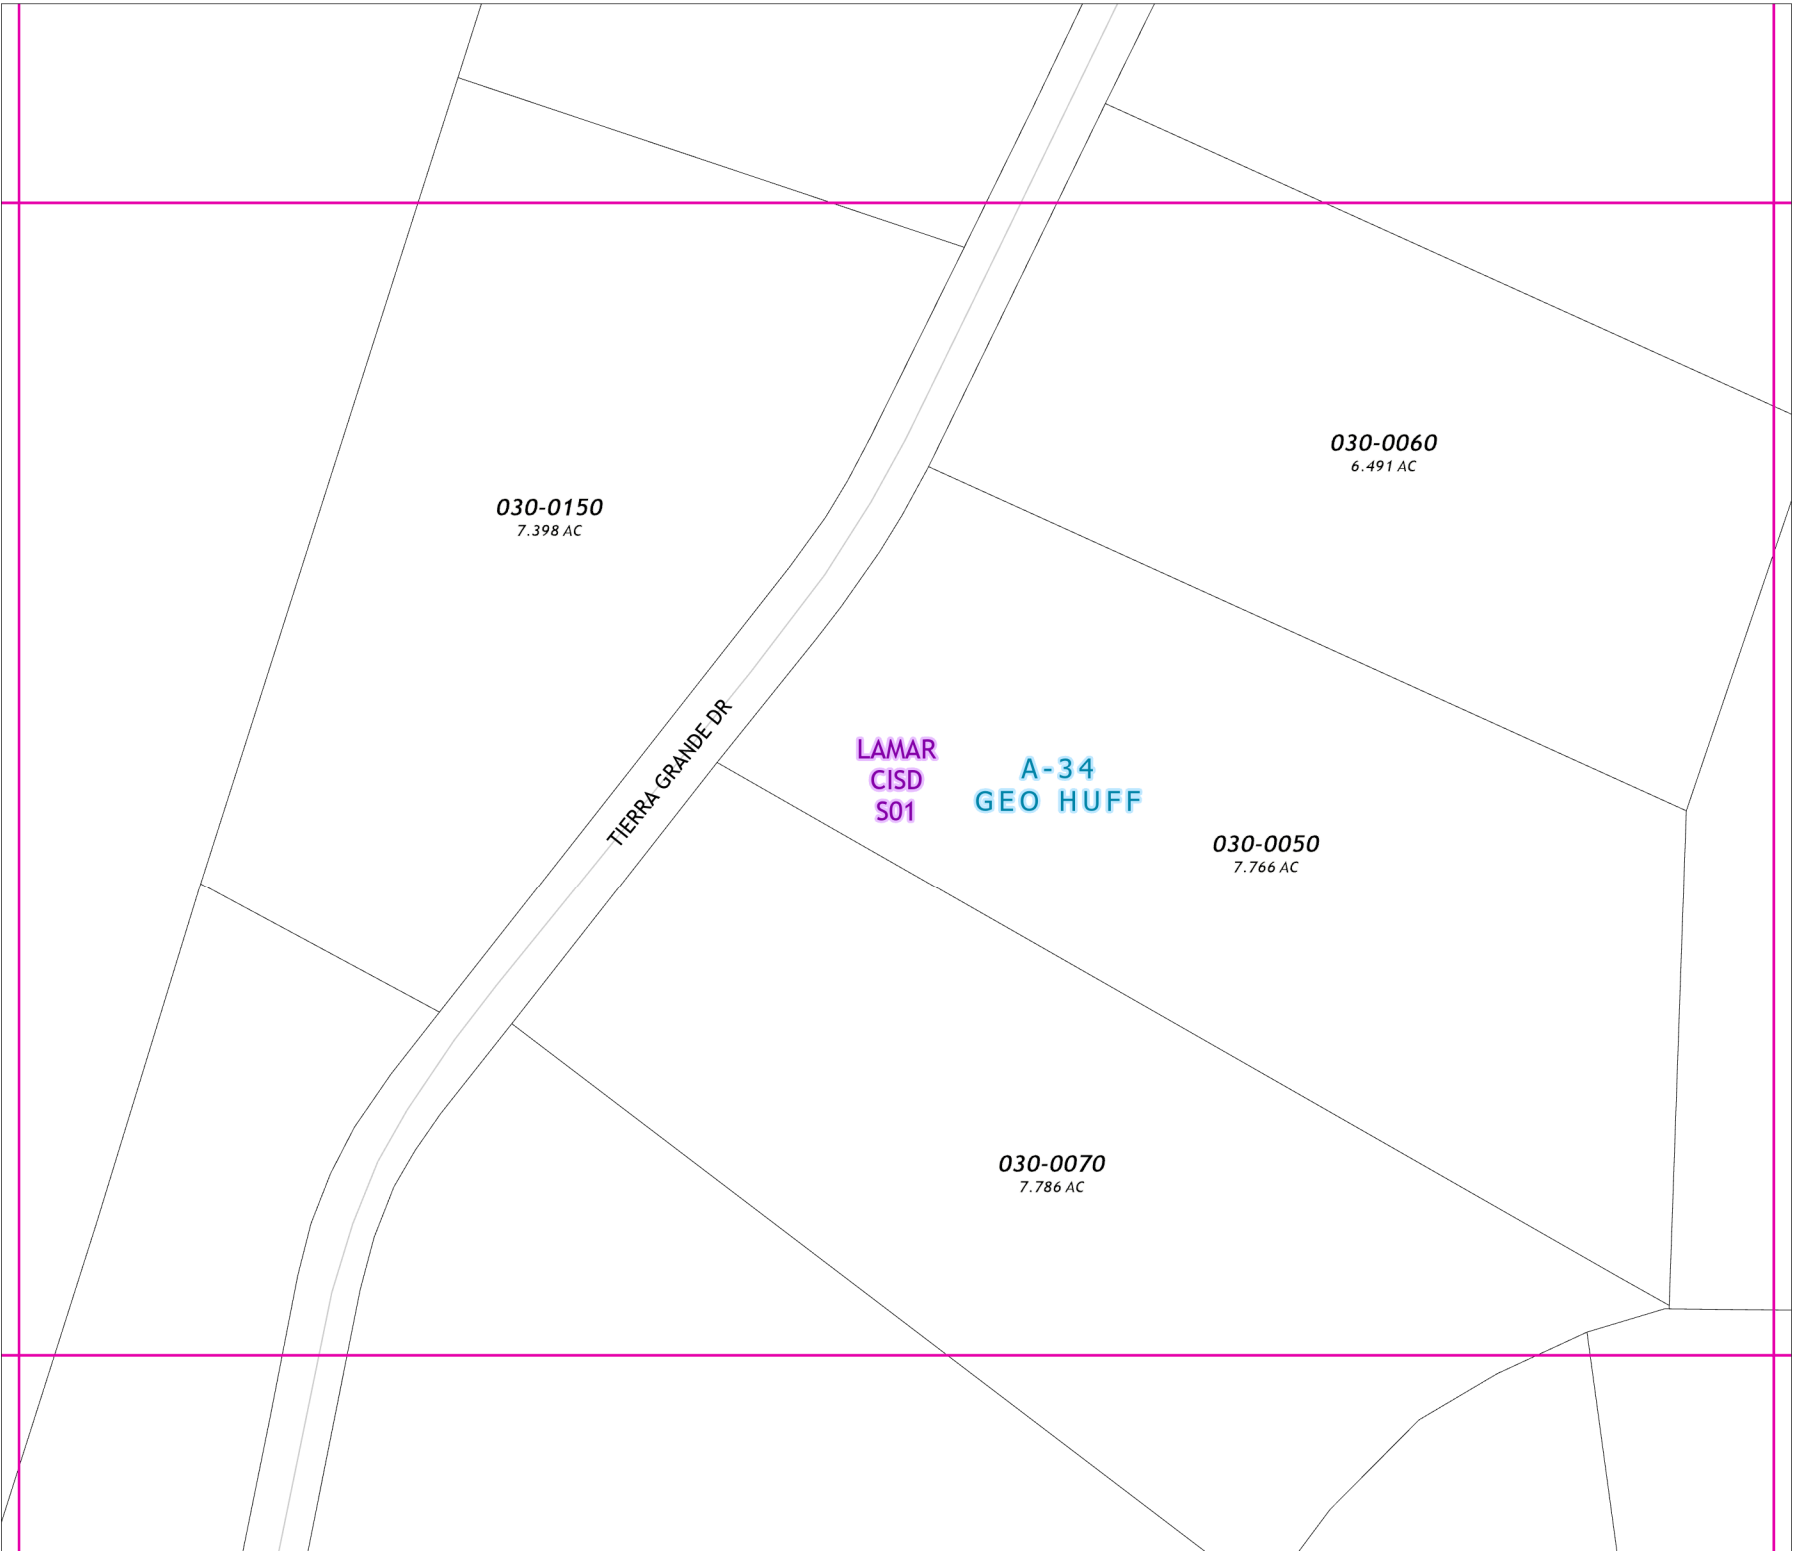 030-0060
6.491 AC
030-0150
7.398 AC
TIERRA GRANDE DR
LAMAR
CISD
S01
A-34
GEO HUFF
030-0050
7.766 AC
030-0070
7.786 AC